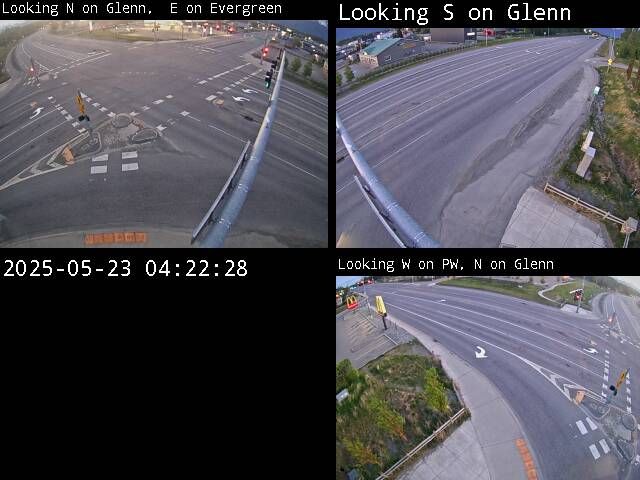 Looking N on Glenn,  E on Evergreen
Looking S on Glenn
2025-05-23 04:22:28
Looking W on PW, N on Glenn